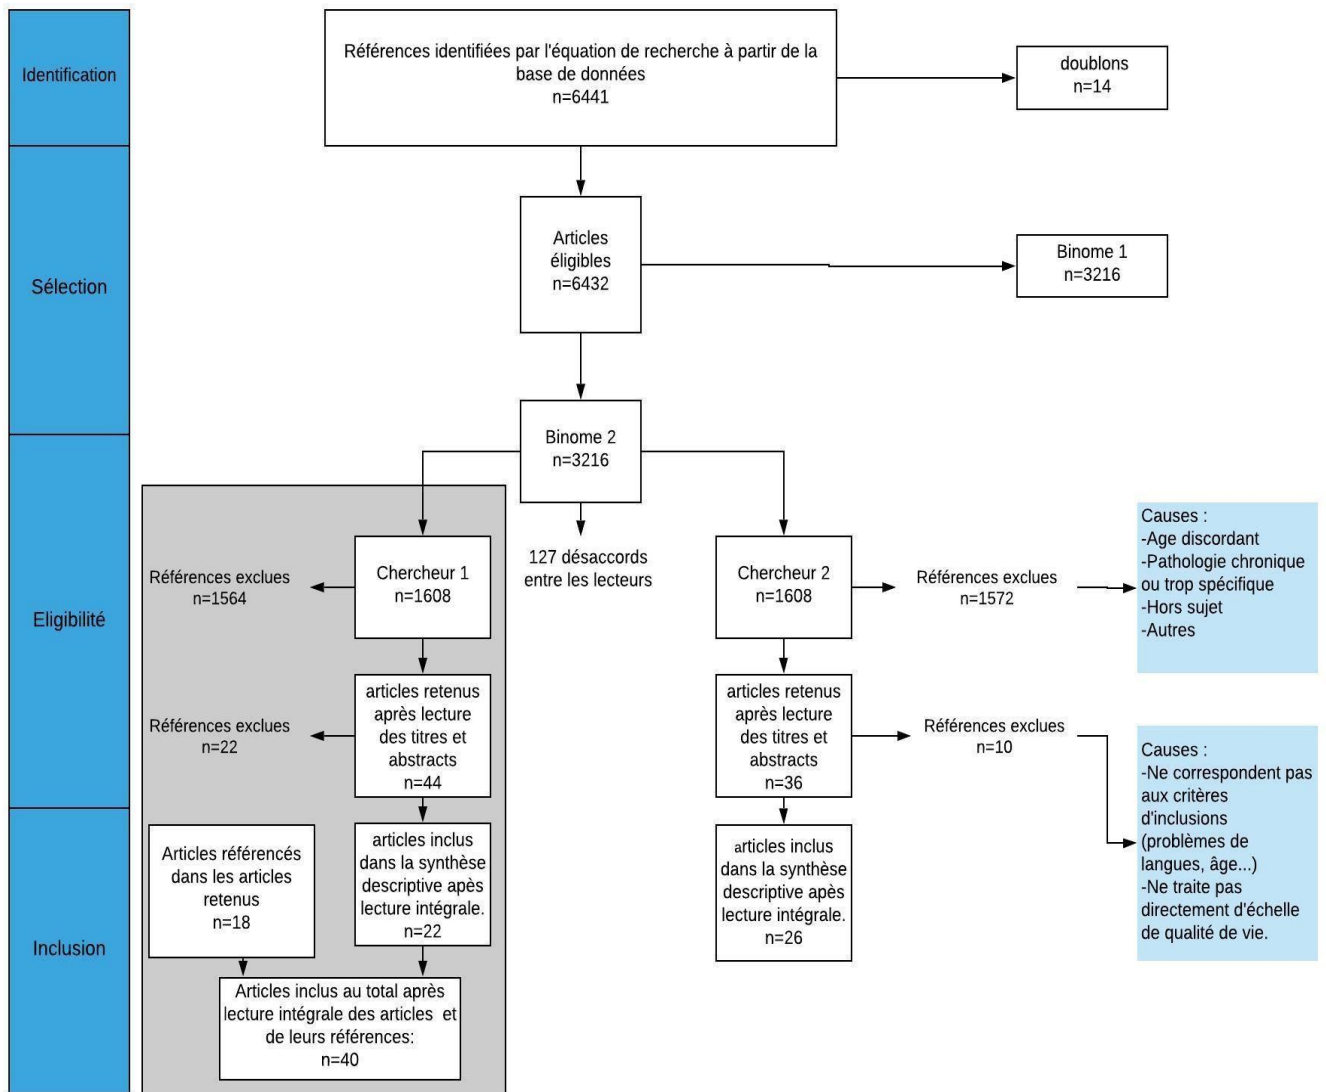 Identification
Références identifiées par l'équation de recherche à partir de la
base de données
n=6441
doublons
n=14
Sélection
Articles
éligibles
n=6432
Binome 1
n=3216
Eligibilité
Binome 2
n=3216
127 désaccords
entre les lecteurs
Références exclues
n=1564
Chercheur 1
n=1608
Chercheur 2
n=1608
Références exclues
n=1572
Causes :
-Age discordant
-Pathologie chronique
ou trop spécifique
-Hors sujet
-Autres
Références exclues
n=22
articles retenus
après lecture
des titres et
abstracts
n=44
articles retenus
après lecture
des titres et
abstracts
n=36
Références exclues
n=10
Causes :
-Ne correspondent pas
aux critères
d'inclusions
(problèmes de
langues, âge...)
-Ne traite pas
directement d'échelle
de qualité de vie.
Inclusion
Articles référencés
dans les articles
retenus
n=18
articles inclus
dans la synthèse
descriptive apès
lecture intégrale.
n=22
articles inclus
dans la synthèse
descriptive apès
lecture intégrale.
n=26
Articles inclus au total après
lecture intégrale des articles et
de leurs références:
n=40